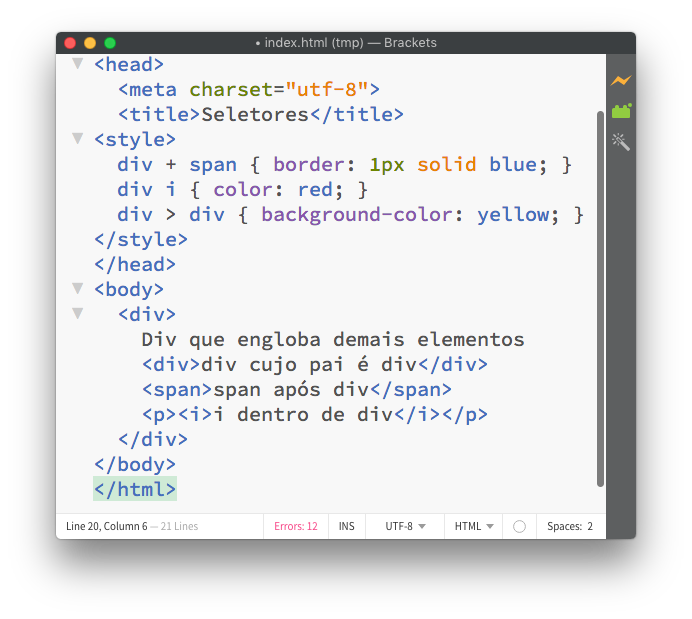 • index.html (tmp) — Brackets
<head>
<meta charset="utf-8">
<title>Seletores</title>
<style>
div + span { border: 1px solid blue; }
div i { color: red; }
div > div { background-color: yellow; }
</style>
</head>
<body>
<div>
Div que engloba demais elementos
<div>div cujo pai é div</div>
<span>span após div</span>
<p><i>i dentro de div</i></p>
</div>
</body>
</html>
Line 20, Column 6 — 21 Lines Errors: 12 INS UTF-8 HTML Spaces: 2